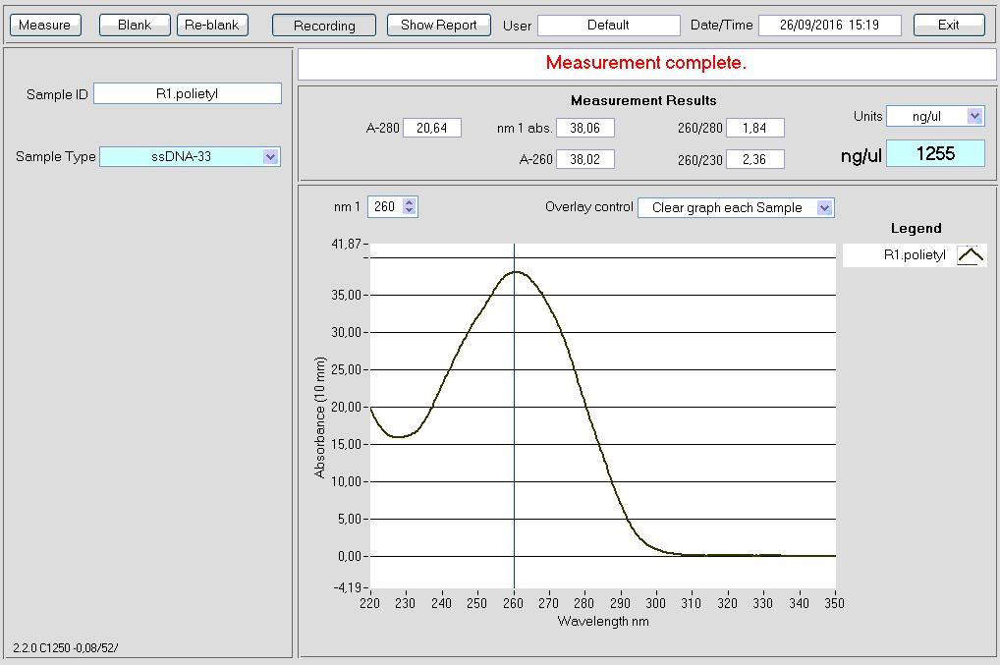 Measure Blank Re-blank Recording Show Report User Default Date/Time 26/09/2016 15:19 Exit
Measurement complete.
Sample ID R1.polietyl
Sample Type ssDNA-33
Measurement Results
A-280 20,64 nm 1 abs. 38,06 260/280 1,84 Units ng/ul
A-260 38,02 260/230 2,36 ng/ul 1255
nm 1 260 Overlay control Clear graph each Sample
Legend
R1.polietyl
41,87
35,00
30,00
25,00
20,00
15,00
10,00
5,00
0,00
-4,19
Absorbance (10 mm)
220 230 240 250 260 270 280 290 300 310 320 330 340 350
Wavelength nm
2.2.0 C1250 -0,08/52/